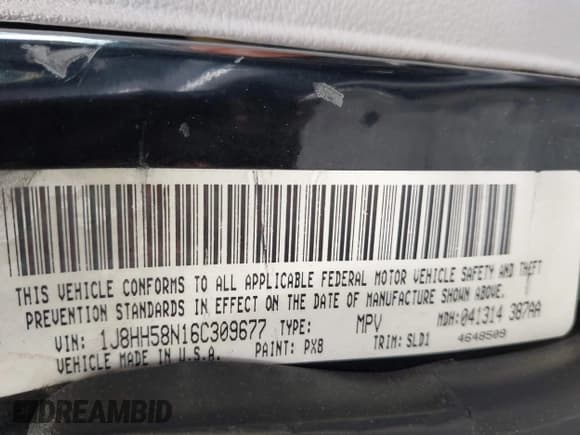 THIS VEHICLE CONFORMS TO ALL APPLICABLE FEDERAL MOTOR VEHICLE SAFETY AND THEFT
PREVENTION STANDARDS IN EFFECT ON THE DATE OF MANUFACTURE SHOWN ABOVE.
VIN: 1J8HH58N16C309677 TYPE: MPV MDH: 041314 387AA
VEHICLE MADE IN U.S.A. PAINT: PX8 TRIM: SLD1 4648509
EZDREAMBID